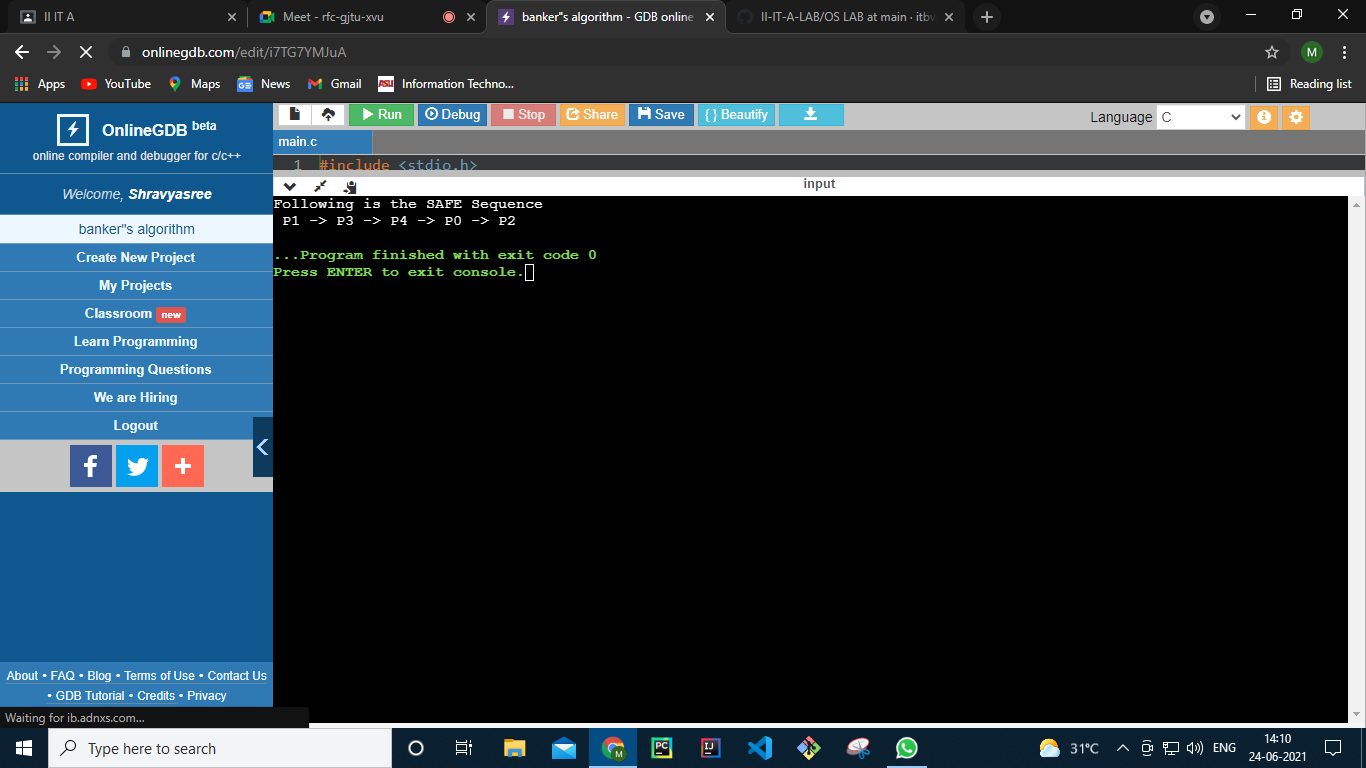 II IT A
Meet - rfc-gjtu-xvu
banker"s algorithm - GDB online
II-IT-A-LAB/OS LAB at main · itbv
onlinegdb.com/edit/i7TG7YMJuA
M
Apps
YouTube
Maps
News
Gmail
ASU
Information Techno...
Reading list
OnlineGDB beta
online compiler and debugger for c/c++
Welcome, Shravyasree
banker"s algorithm
Create New Project
My Projects
Classroom new
Learn Programming
Programming Questions
We are Hiring
Logout
About • FAQ • Blog • Terms of Use • Contact Us
• GDB Tutorial • Credits • Privacy
Waiting for ib.adnxs.com...
Run
Debug
Stop
Share
Save
{ } Beautify
Language C
main.c
1 #include <stdio.h>
input
Following is the SAFE Sequence
P1 -> P3 -> P4 -> P0 -> P2
...Program finished with exit code 0
Press ENTER to exit console.
Type here to search
31°C
ENG
14:10
24-06-2021